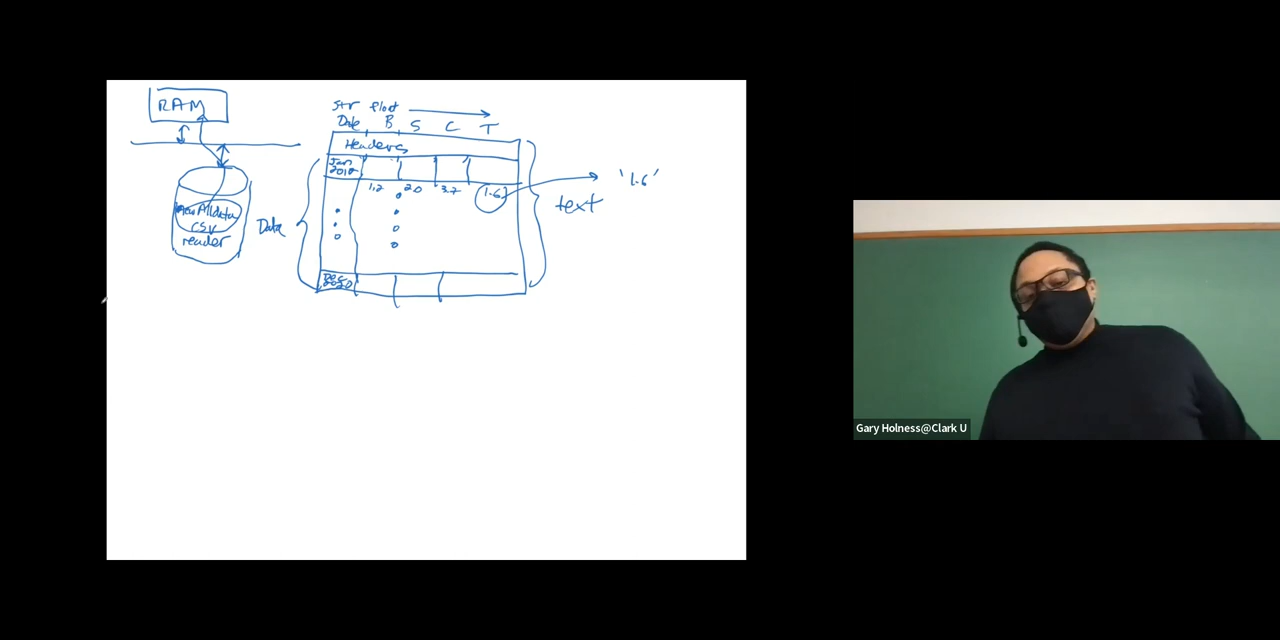 RAM
str float
Date B S C T
Headers
Jan
2018
1.2 2.0 3.7 1.6
'1.6'
text
Data
AllData
csv
reader
Dec
2020
Gary Holness@Clark U